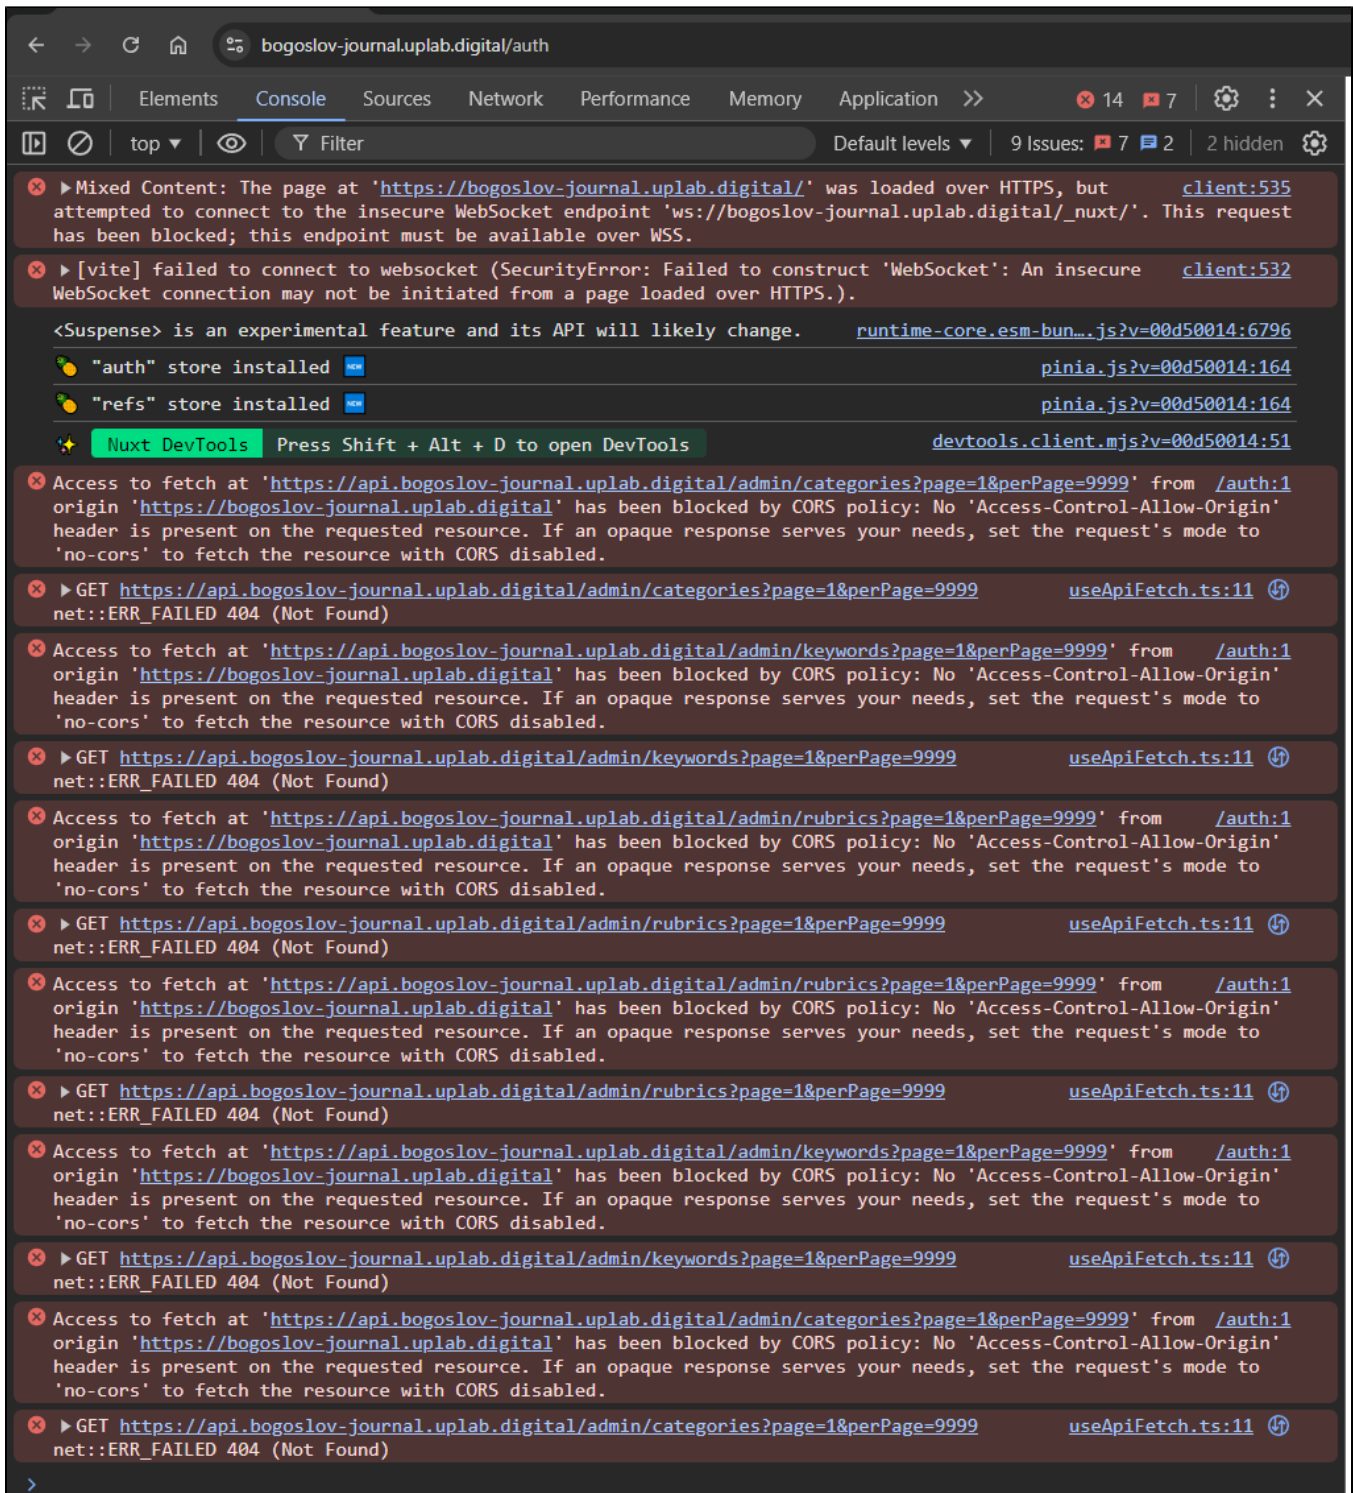 bogoslov-journal.uplab.digital/auth
Elements Console Sources Network Performance Memory Application >> 14 7
top ▼ Filter Default levels ▼ 9 Issues: 7 2 2 hidden
▶Mixed Content: The page at 'https://bogoslov-journal.uplab.digital/' was loaded over HTTPS, but client:535
attempted to connect to the insecure WebSocket endpoint 'ws://bogoslov-journal.uplab.digital/_nuxt/'. This request
has been blocked; this endpoint must be available over WSS.
▶[vite] failed to connect to websocket (SecurityError: Failed to construct 'WebSocket': An insecure client:532
WebSocket connection may not be initiated from a page loaded over HTTPS.).
<Suspense> is an experimental feature and its API will likely change. runtime-core.esm-bun….js?v=00d50014:6796
🍍 "auth" store installed 🆕 pinia.js?v=00d50014:164
🍍 "refs" store installed 🆕 pinia.js?v=00d50014:164
✨ Nuxt DevTools Press Shift + Alt + D to open DevTools devtools.client.mjs?v=00d50014:51
Access to fetch at 'https://api.bogoslov-journal.uplab.digital/admin/categories?page=1&perPage=9999' from /auth:1
origin 'https://bogoslov-journal.uplab.digital' has been blocked by CORS policy: No 'Access-Control-Allow-Origin'
header is present on the requested resource. If an opaque response serves your needs, set the request's mode to
'no-cors' to fetch the resource with CORS disabled.
▶GET https://api.bogoslov-journal.uplab.digital/admin/categories?page=1&perPage=9999 useApiFetch.ts:11
net::ERR_FAILED 404 (Not Found)
Access to fetch at 'https://api.bogoslov-journal.uplab.digital/admin/keywords?page=1&perPage=9999' from /auth:1
origin 'https://bogoslov-journal.uplab.digital' has been blocked by CORS policy: No 'Access-Control-Allow-Origin'
header is present on the requested resource. If an opaque response serves your needs, set the request's mode to
'no-cors' to fetch the resource with CORS disabled.
▶GET https://api.bogoslov-journal.uplab.digital/admin/keywords?page=1&perPage=9999 useApiFetch.ts:11
net::ERR_FAILED 404 (Not Found)
Access to fetch at 'https://api.bogoslov-journal.uplab.digital/admin/rubrics?page=1&perPage=9999' from /auth:1
origin 'https://bogoslov-journal.uplab.digital' has been blocked by CORS policy: No 'Access-Control-Allow-Origin'
header is present on the requested resource. If an opaque response serves your needs, set the request's mode to
'no-cors' to fetch the resource with CORS disabled.
▶GET https://api.bogoslov-journal.uplab.digital/admin/rubrics?page=1&perPage=9999 useApiFetch.ts:11
net::ERR_FAILED 404 (Not Found)
Access to fetch at 'https://api.bogoslov-journal.uplab.digital/admin/rubrics?page=1&perPage=9999' from /auth:1
origin 'https://bogoslov-journal.uplab.digital' has been blocked by CORS policy: No 'Access-Control-Allow-Origin'
header is present on the requested resource. If an opaque response serves your needs, set the request's mode to
'no-cors' to fetch the resource with CORS disabled.
▶GET https://api.bogoslov-journal.uplab.digital/admin/rubrics?page=1&perPage=9999 useApiFetch.ts:11
net::ERR_FAILED 404 (Not Found)
Access to fetch at 'https://api.bogoslov-journal.uplab.digital/admin/keywords?page=1&perPage=9999' from /auth:1
origin 'https://bogoslov-journal.uplab.digital' has been blocked by CORS policy: No 'Access-Control-Allow-Origin'
header is present on the requested resource. If an opaque response serves your needs, set the request's mode to
'no-cors' to fetch the resource with CORS disabled.
▶GET https://api.bogoslov-journal.uplab.digital/admin/keywords?page=1&perPage=9999 useApiFetch.ts:11
net::ERR_FAILED 404 (Not Found)
Access to fetch at 'https://api.bogoslov-journal.uplab.digital/admin/categories?page=1&perPage=9999' from /auth:1
origin 'https://bogoslov-journal.uplab.digital' has been blocked by CORS policy: No 'Access-Control-Allow-Origin'
header is present on the requested resource. If an opaque response serves your needs, set the request's mode to
'no-cors' to fetch the resource with CORS disabled.
▶GET https://api.bogoslov-journal.uplab.digital/admin/categories?page=1&perPage=9999 useApiFetch.ts:11
net::ERR_FAILED 404 (Not Found)
>